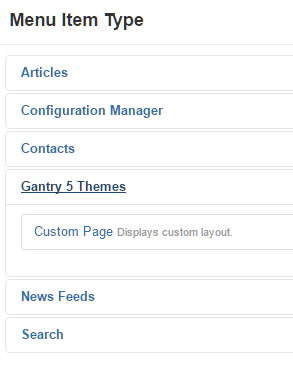 Menu Item Type
Articles
Configuration Manager
Contacts
Gantry 5 Themes
Custom Page Displays custom layout.
News Feeds
Search